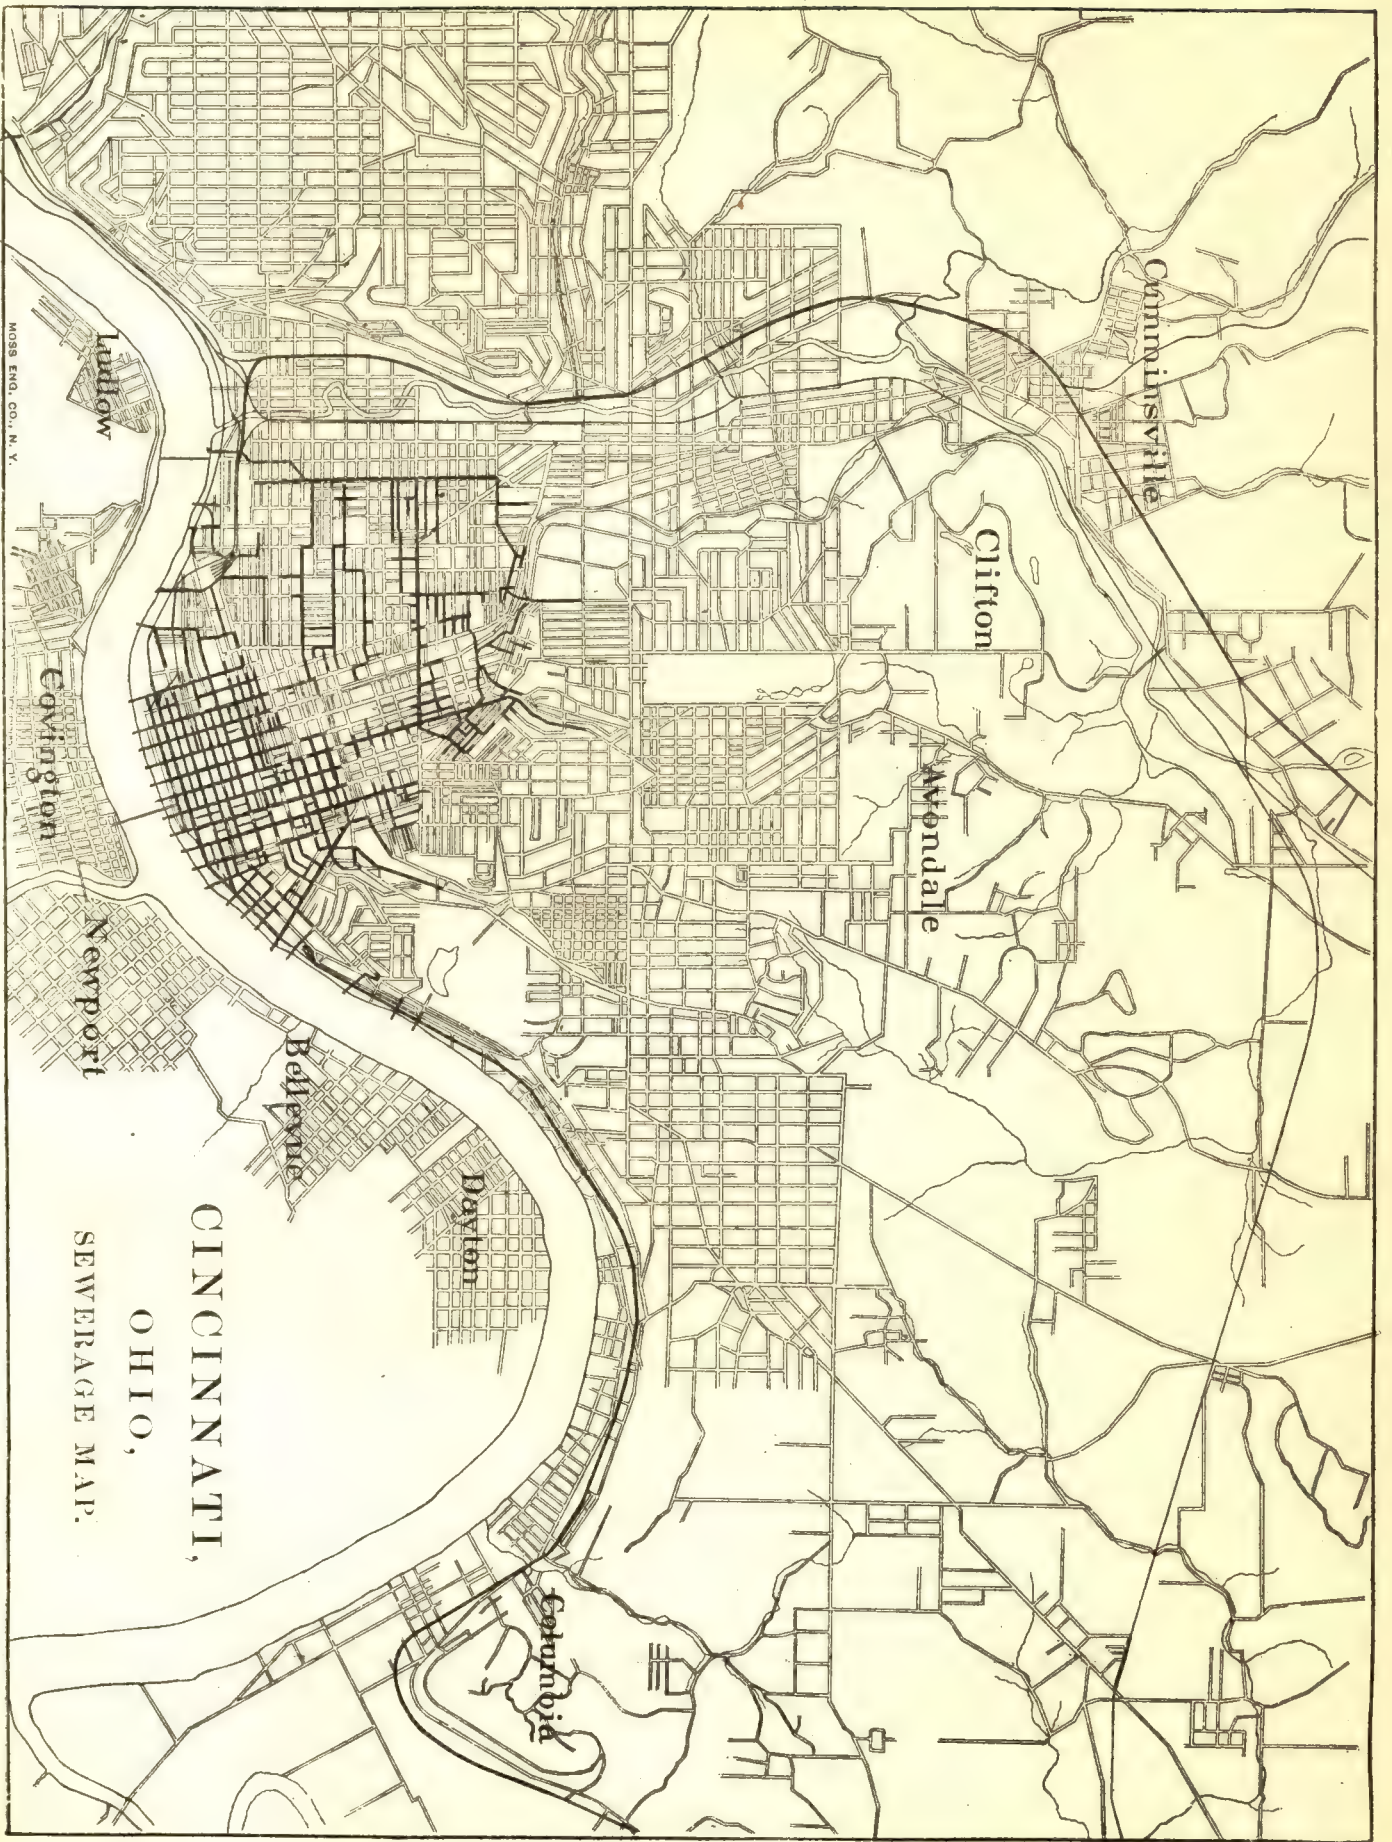 Cumminsville
Clifton
Avondale
Ludlow
Covington
Newport
Bellevue
Dayton
Columbia
CINCINNATI,
OHIO,
SEWERAGE MAP.
MOSS ENG. CO., N. Y.